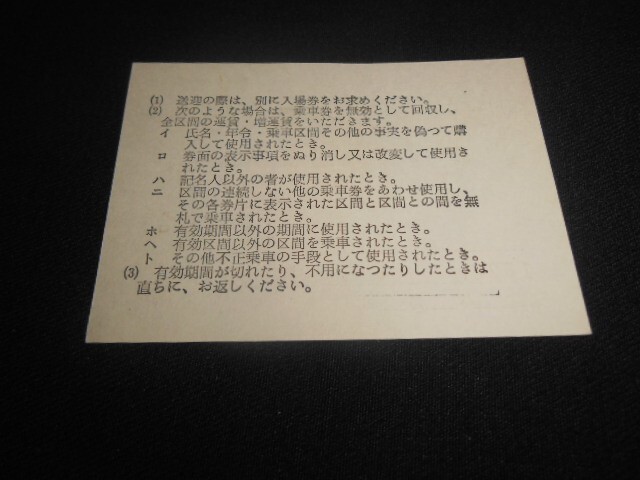 (1) 送迎の際は、別に入場券をお求めください。
(2) 次のような場合は、乗車券を無効として回収し、
全区間の運賃・増運賃をいただきます。
イ 氏名・年令・乗車区間その他の事実を偽つて購
入して使用されたとき。
ロ 券面の表示事項をぬり消し又は改変して使用さ
れたとき。
ハ 記名人以外の者が使用されたとき。
ニ 区間の連続しない他の乗車券をあわせ使用し、
その各券片に表示された区間と区間との間を無
札で乗車されたとき。
ホ 有効期間以外の期間に使用されたとき。
ヘ 有効区間以外の区間を乗車されたとき。
ト その他不正乗車の手段として使用されたとき。
(3) 有効期間が切れたり、不用になつたりしたときは
直ちに、お返しください。